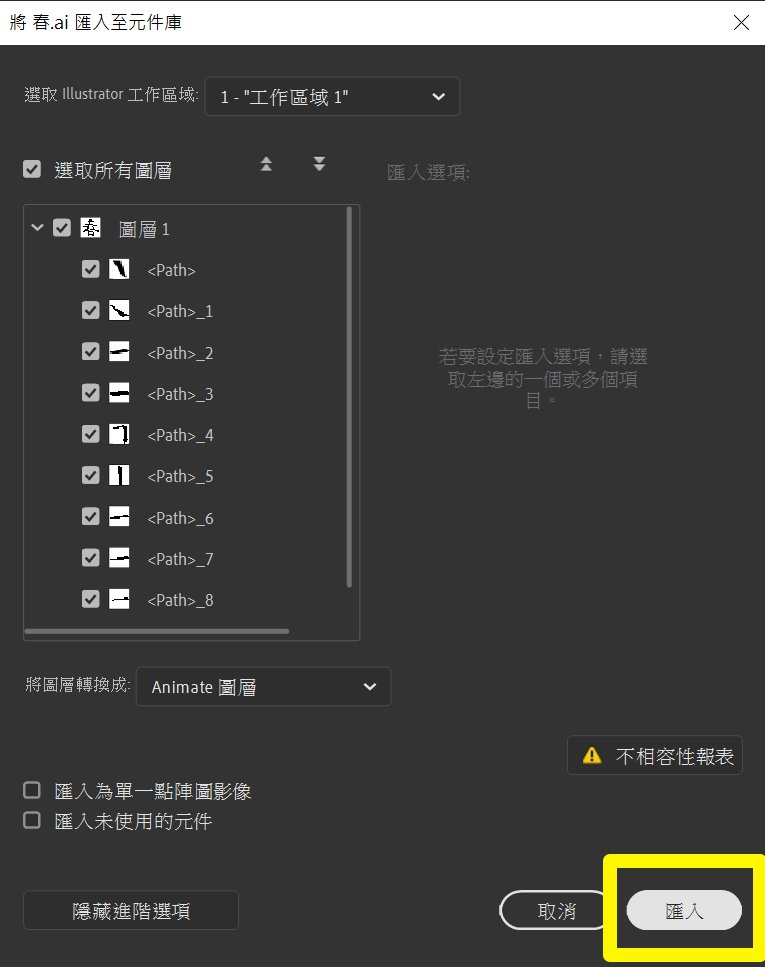 將 春.ai 匯入至元件庫
選取 Illustrator 工作區域:
1 - "工作區域 1"
選取所有圖層
匯入選項:
春 圖層 1
<Path>
<Path>_1
<Path>_2
<Path>_3
<Path>_4
<Path>_5
<Path>_6
<Path>_7
<Path>_8
若要設定匯入選項，請選
取左邊的一個或多個項
目。
將圖層轉換成:
Animate 圖層
不相容性報表
匯入為單一點陣圖影像
匯入未使用的元件
隱藏進階選項
取消
匯入